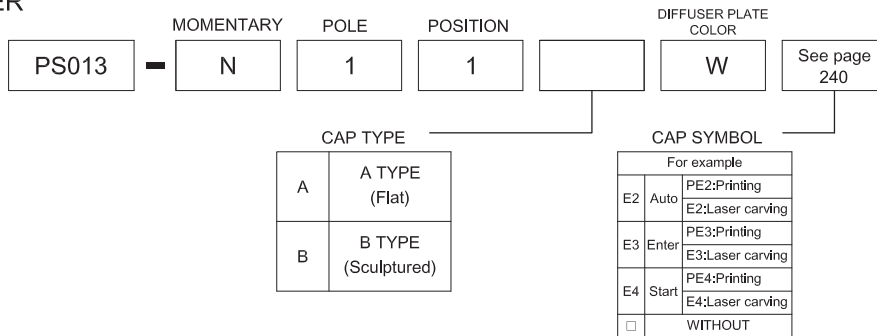 ER
MOMENTARY POLE POSITION DIFFUSER PLATE
COLOR
PS013 - N 1 1 W See page
240
CAP TYPE
A A TYPE
(Flat)
B B TYPE
(Sculptured)
CAP SYMBOL
For example
E2 Auto PE2:Printing
E2:Laser carving
E3 Enter PE3:Printing
E3:Laser carving
E4 Start PE4:Printing
E4:Laser carving
□ WITHOUT